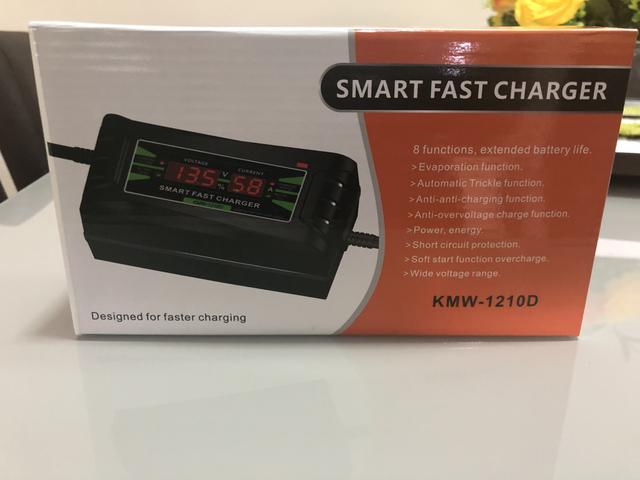 SMART FAST CHARGER
8 functions, extended battery life.
>Evaporation function.
>Automatic Trickle function.
>Anti-anti-charging function.
>Anti-overvoltage charge function.
>Power, energy.
>Short circuit protection.
>Soft start function overcharge.
>Wide voltage range.
KMW-1210D
VOLTAGE V CURRENT
13.5 % 5.8 A
SMART FAST CHARGER
Designed for faster charging